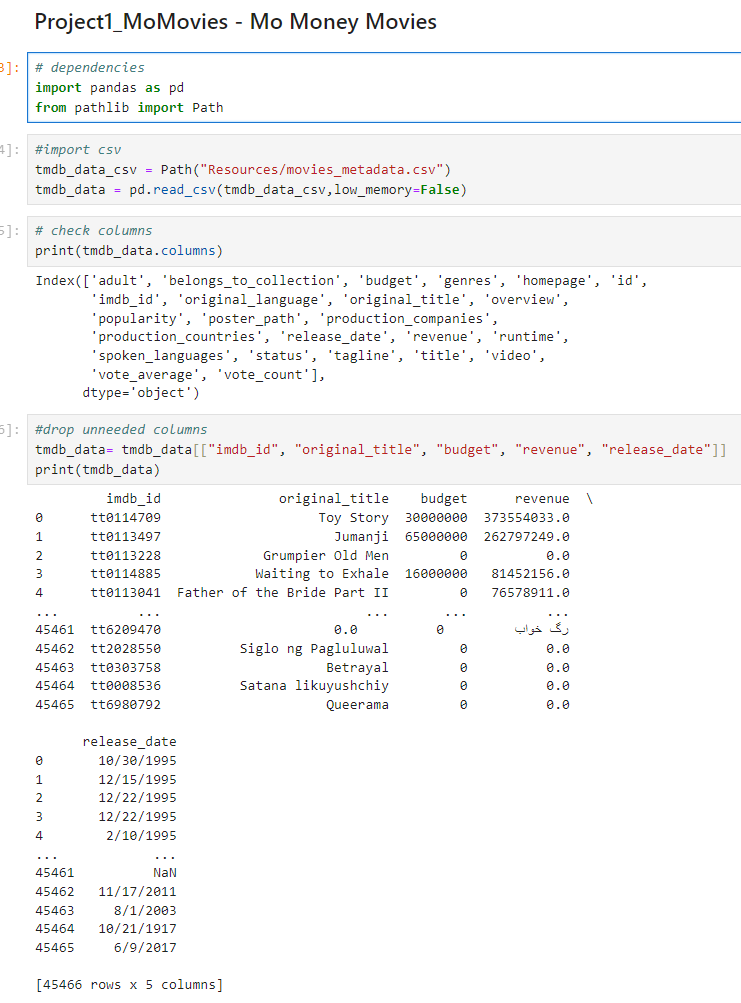 Project1_MoMovies - Mo Money Movies
3]:
# dependencies
import pandas as pd
from pathlib import Path
4]:
#import csv
tmdb_data_csv = Path("Resources/movies_metadata.csv")
tmdb_data = pd.read_csv(tmdb_data_csv,low_memory=False)
5]:
# check columns
print(tmdb_data.columns)
Index(['adult', 'belongs_to_collection', 'budget', 'genres', 'homepage', 'id',
'imdb_id', 'original_language', 'original_title', 'overview',
'popularity', 'poster_path', 'production_companies',
'production_countries', 'release_date', 'revenue', 'runtime',
'spoken_languages', 'status', 'tagline', 'title', 'video',
'vote_average', 'vote_count'],
dtype='object')
6]:
#drop unneeded columns
tmdb_data= tmdb_data[["imdb_id", "original_title", "budget", "revenue", "release_date"]]
print(tmdb_data)
imdb_id original_title budget revenue \
0 tt0114709 Toy Story 30000000 373554033.0
1 tt0113497 Jumanji 65000000 262797249.0
2 tt0113228 Grumpier Old Men 0 0.0
3 tt0114885 Waiting to Exhale 16000000 81452156.0
4 tt0113041 Father of the Bride Part II 0 76578911.0
... ... ... ... ...
45461 tt6209470 0.0 0 رگ خواب
45462 tt2028550 Siglo ng Pagluluwal 0 0.0
45463 tt0303758 Betrayal 0 0.0
45464 tt0008536 Satana likuyushchiy 0 0.0
45465 tt6980792 Queerama 0 0.0
release_date
0 10/30/1995
1 12/15/1995
2 12/22/1995
3 12/22/1995
4 2/10/1995
... ...
45461 NaN
45462 11/17/2011
45463 8/1/2003
45464 10/21/1917
45465 6/9/2017
[45466 rows x 5 columns]